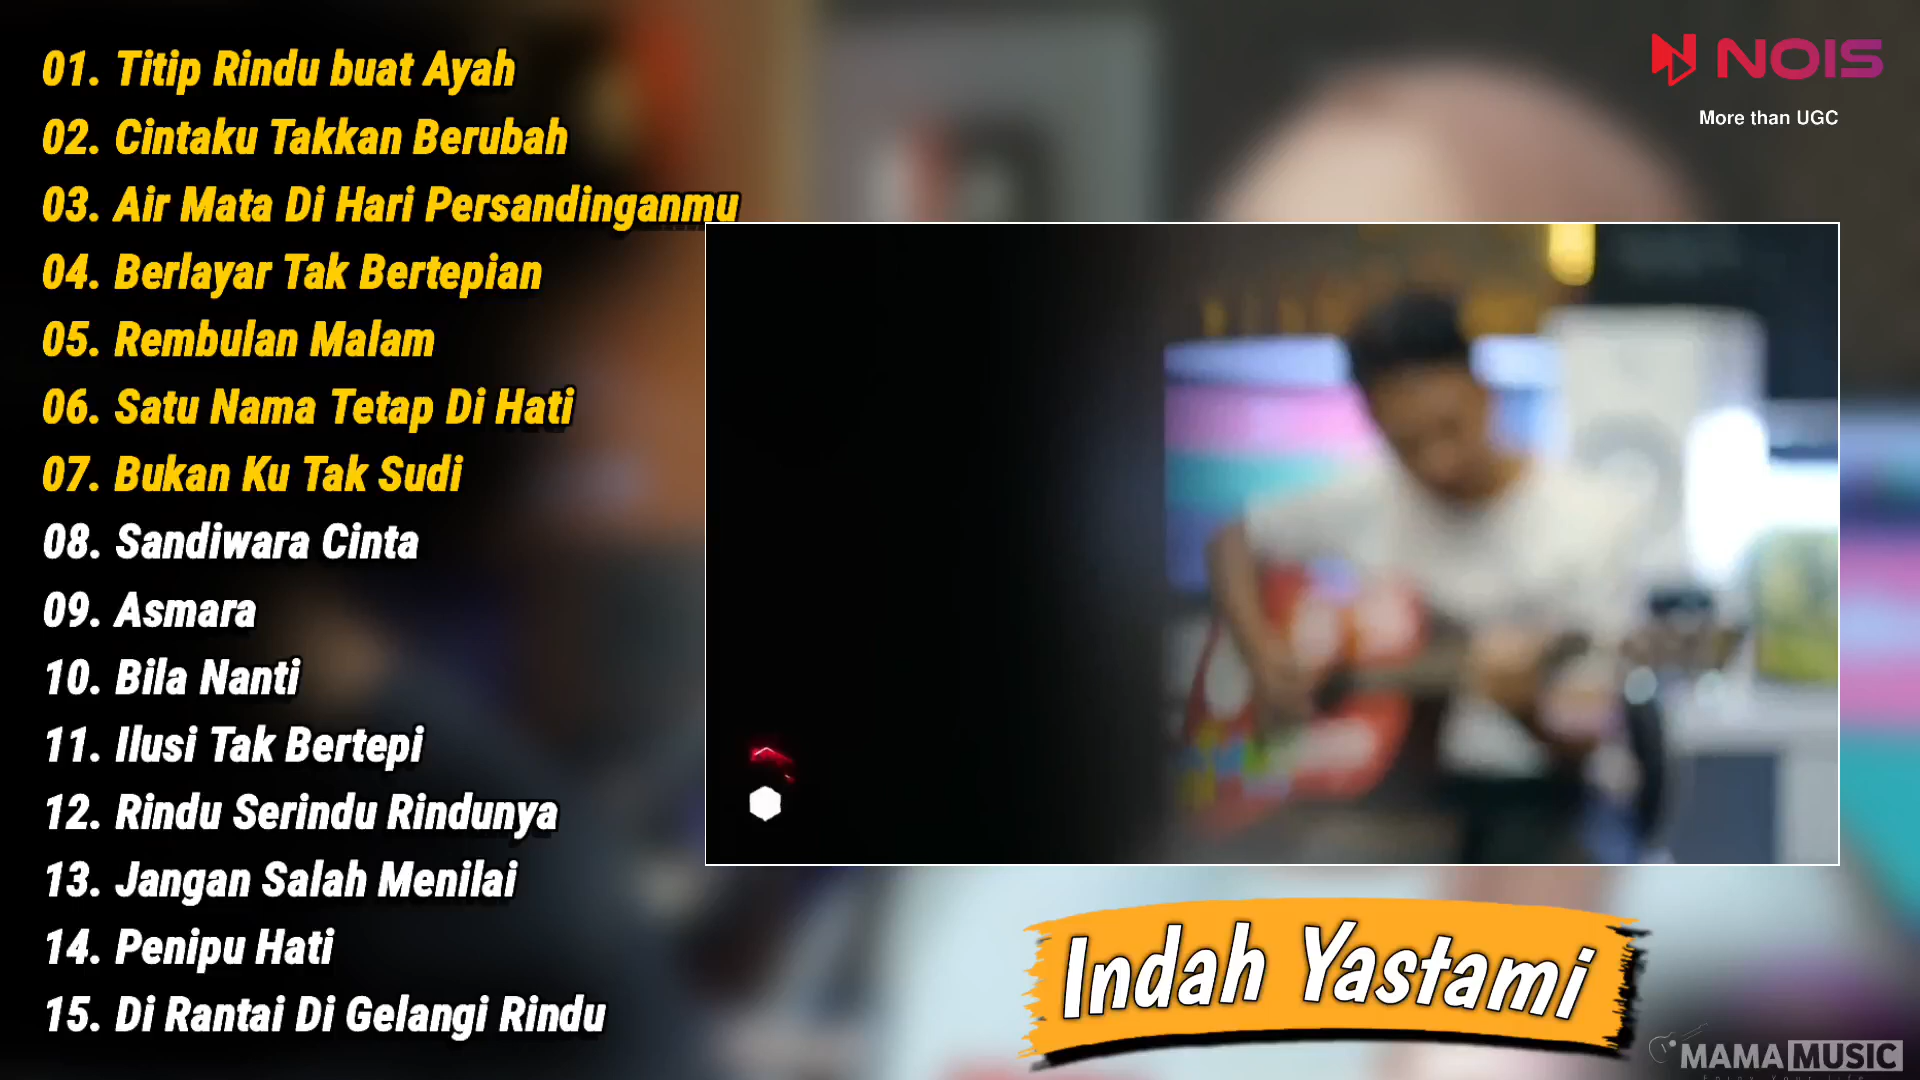 01. Titip Rindu buat Ayah
02. Cintaku Takkan Berubah
03. Air Mata Di Hari Persandinganmu
04. Berlayar Tak Bertepian
05. Rembulan Malam
06. Satu Nama Tetap Di Hati
07. Bukan Ku Tak Sudi
08. Sandiwara Cinta
09. Asmara
10. Bila Nanti
11. Ilusi Tak Bertepi
12. Rindu Serindu Rindunya
13. Jangan Salah Menilai
14. Penipu Hati
15. Di Rantai Di Gelangi Rindu
NOIS
More than UGC
Indah Yastami
MAMA MUSIC
Enjoy Your Life